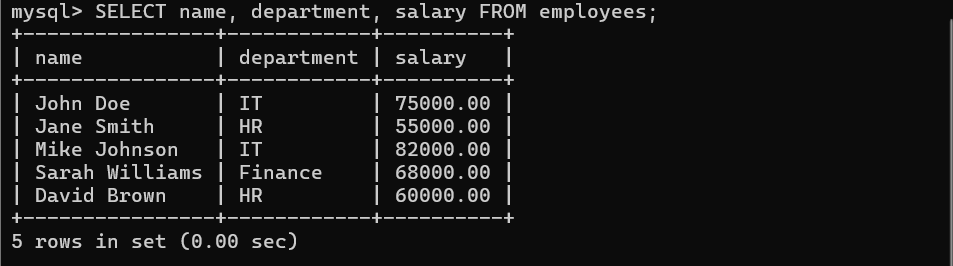 mysql> SELECT name, department, salary FROM employees;
+----------------+------------+----------+
| name           | department | salary   |
+----------------+------------+----------+
| John Doe       | IT         | 75000.00 |
| Jane Smith     | HR         | 55000.00 |
| Mike Johnson   | IT         | 82000.00 |
| Sarah Williams | Finance    | 68000.00 |
| David Brown    | HR         | 60000.00 |
+----------------+------------+----------+
5 rows in set (0.00 sec)